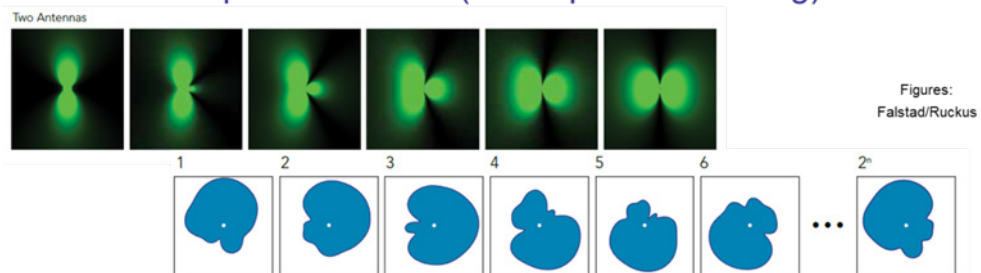 Two Antennas
Figures:
Falstad/Ruckus
1 2 3 4 5 6 ••• 2ⁿ